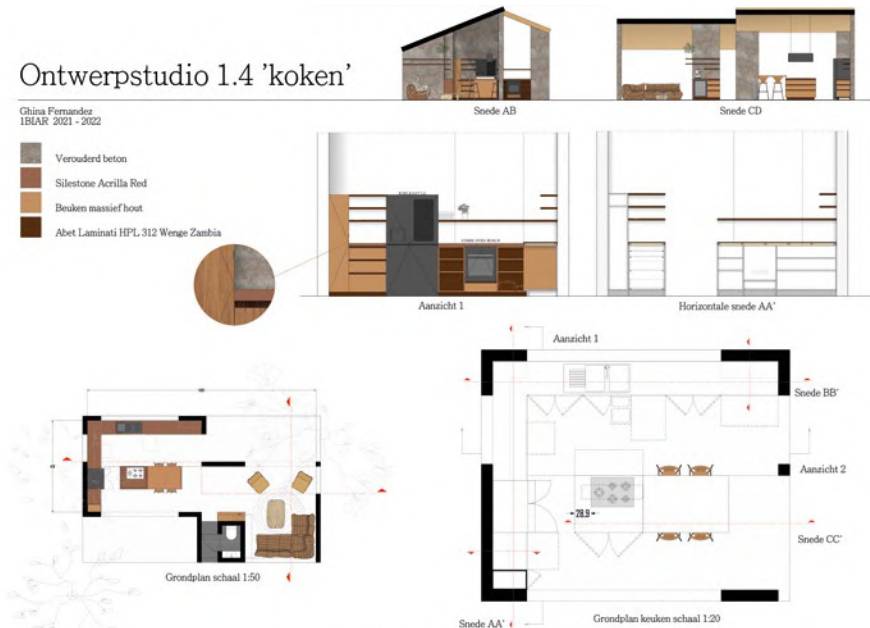 Ontwerpstudio 1.4 'koken'
Ghina Fernandez
1BIAR 2021 - 2022
Verouderd beton
Silestone Acrilla Red
Beuken massief hout
Abet Laminati HPL 312 Wenge Zambia
Snede AB
Snede CD
Aanzicht 1
Horizontale snede AA'
Aanzicht 1
Snede BB'
Aanzicht 2
28.9
Snede CC'
Grondplan schaal 1:50
Snede AA'
Grondplan keuken schaal 1:20